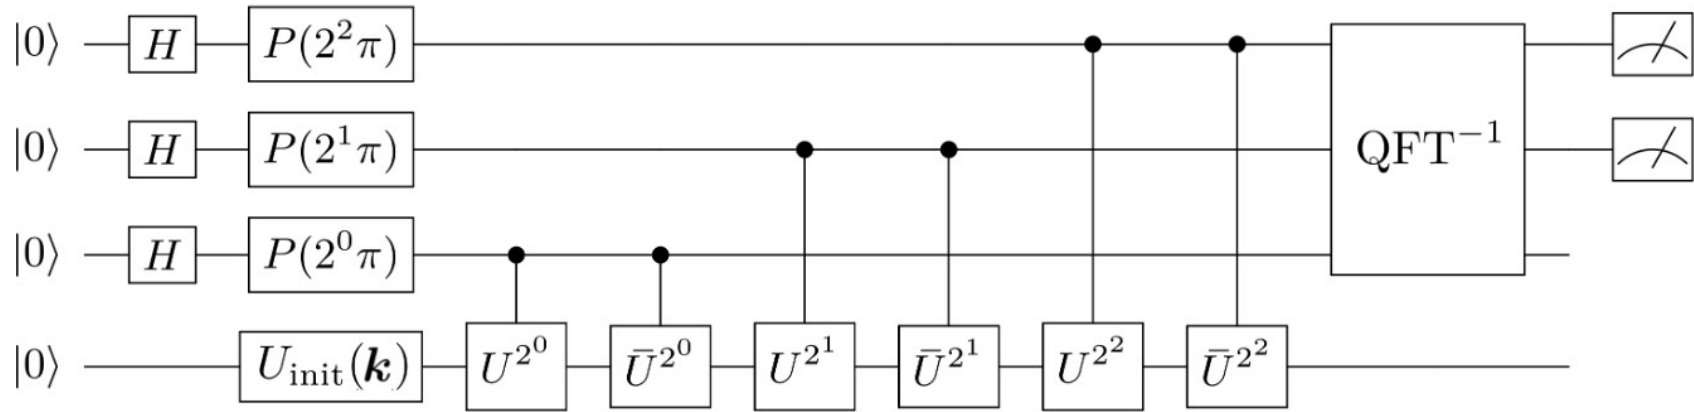 |0⟩ H P(2²π)
|0⟩ H P(2¹π) QFT⁻¹
|0⟩ H P(2⁰π)
|0⟩ U_init(𝒌) U^{2⁰} Ū^{2⁰} U^{2¹} Ū^{2¹} U^{2²} Ū^{2²}